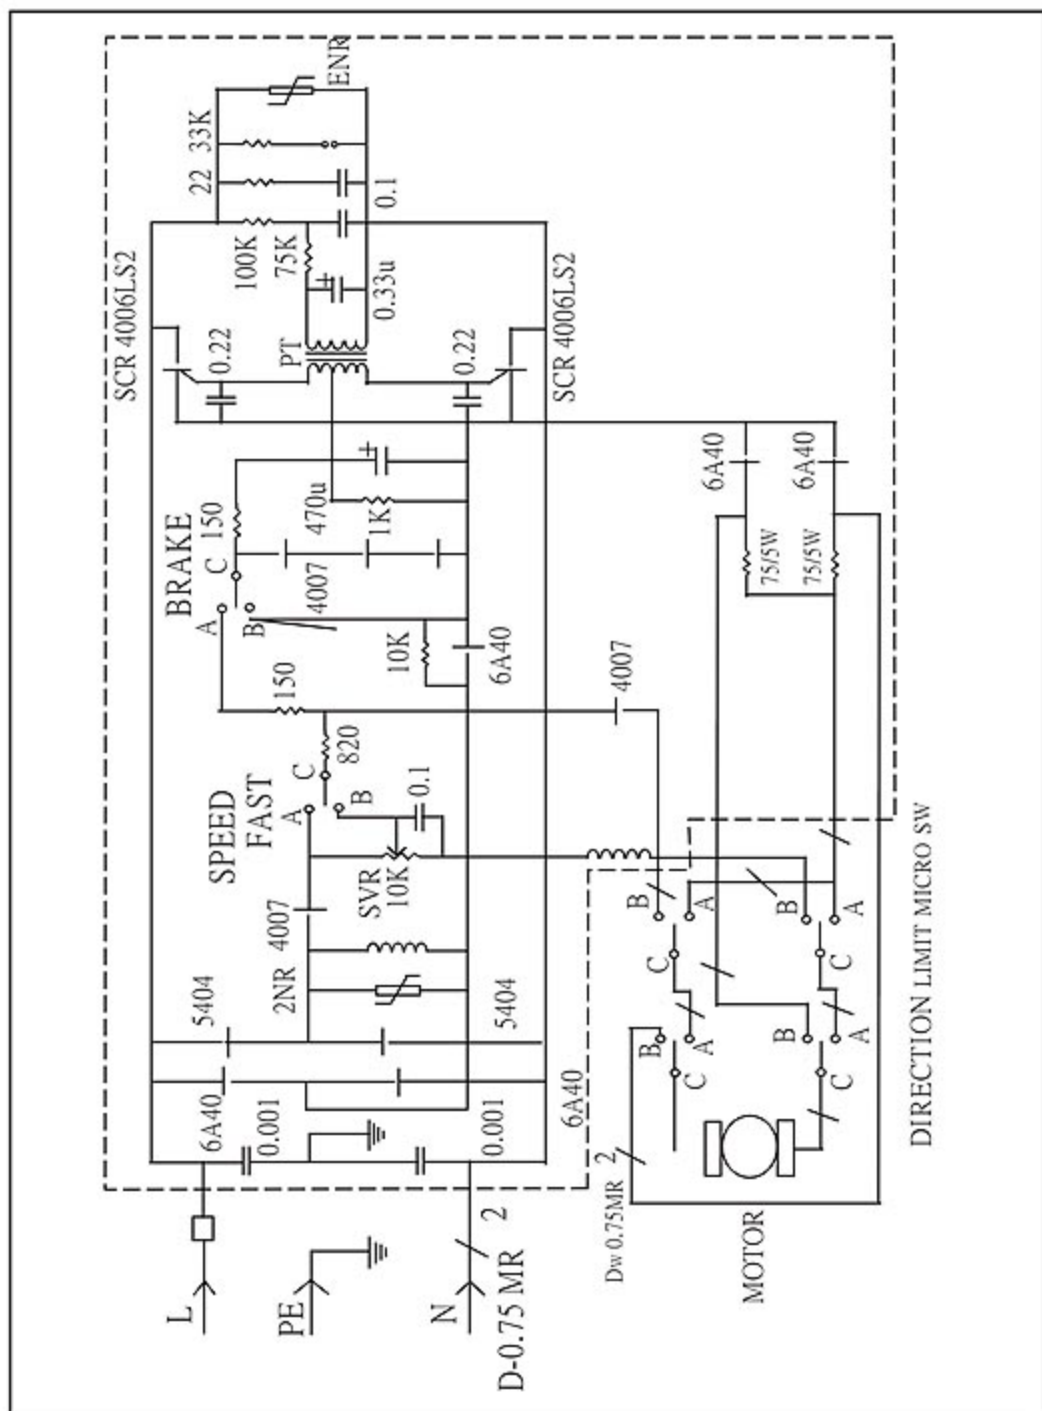 L
PE
N
D-0.75 MR
2
6A40
0.001
0.001
6A40
5404
5404
2NR
4007
SVR
10K
SPEED
FAST
A
B
C
0.1
820
150
BRAKE
A
B
C
150
4007
10K
6A40
470u
1K
SCR 4006LS2
0.22
PT
0.22
SCR 4006LS2
100K
75K
0.33u
22
33K
0.1
ENR
4007
6A40
6A40
75/5W
75/5W
Dw 0.75MR
2
MOTOR
B
A
C
B
A
C
B
A
C
B
A
C
DIRECTION LIMIT MICRO SW